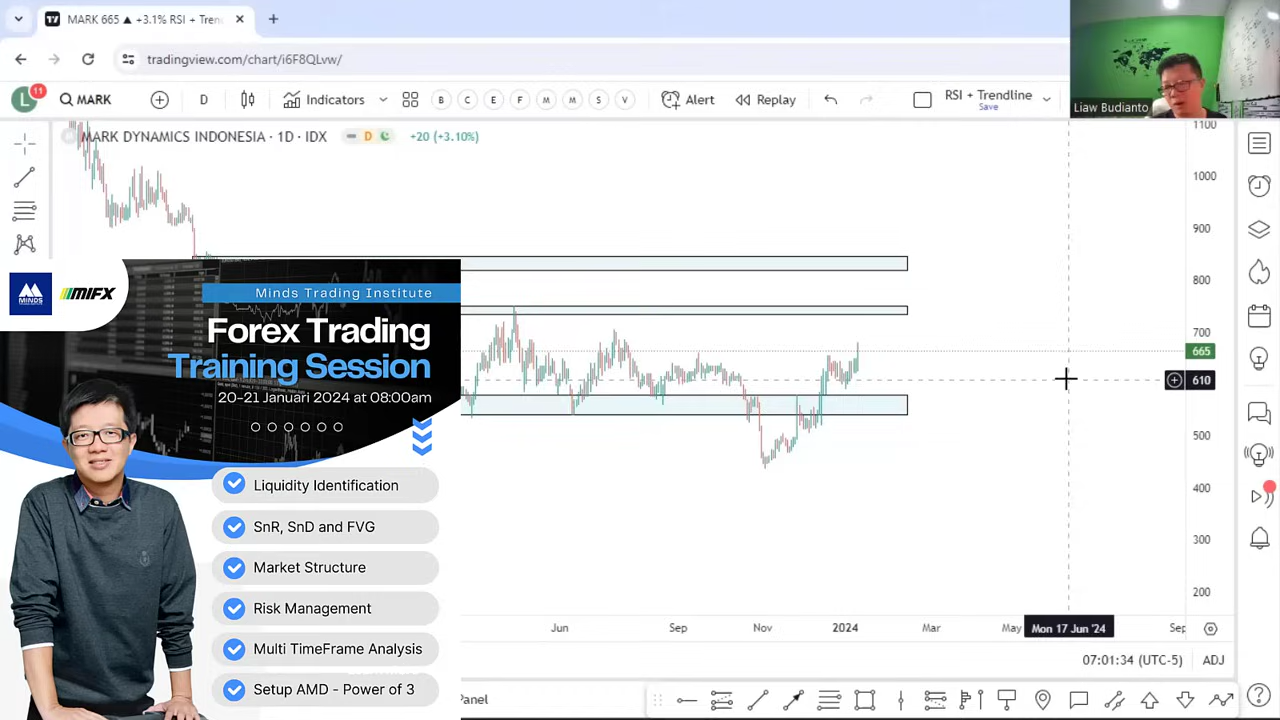 MARK 665 ▲ +3.1% RSI + Tren
tradingview.com/chart/i6F8QLvw/
L 11 MARK D Indicators B C E F M M S V Alert Replay RSI + Trendline
Save
Liaw Budianto
MARK DYNAMICS INDONESIA · 1D · IDX D +20 (+3.10%)
1100
1000
900
800
700
665
610
500
400
300
200
MINDS MIFX
Minds Trading Institute
Forex Trading
Training Session
20-21 Januari 2024 at 08:00am
Liquidity Identification
SnR, SnD and FVG
Market Structure
Risk Management
Multi TimeFrame Analysis
Setup AMD - Power of 3
Jun Sep Nov 2024 Mar May Mon 17 Jun '24 Sep
07:01:34 (UTC-5) ADJ
Panel